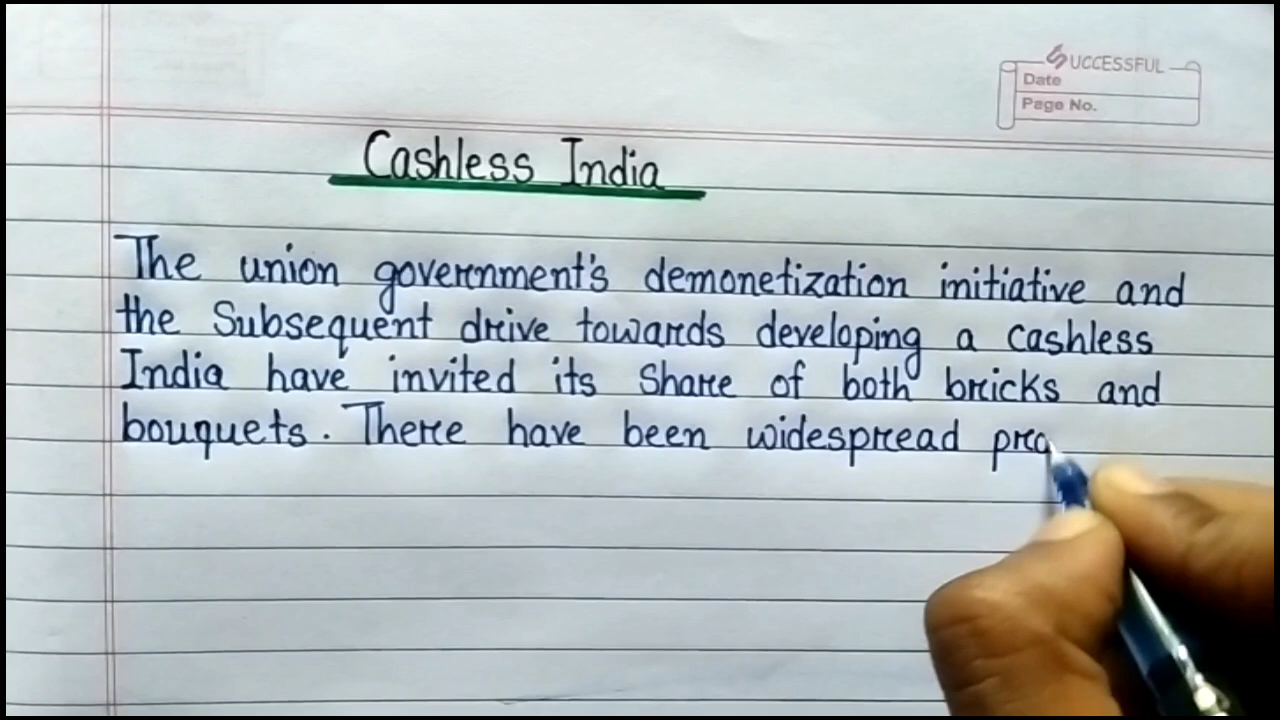 SUCCESSFUL
Date
Page No.
Cashless India
The union government's demonetization initiative and
the Subsequent drive towards developing a cashless
India have invited its Share of both bricks and
bouquets. There have been widespread pro